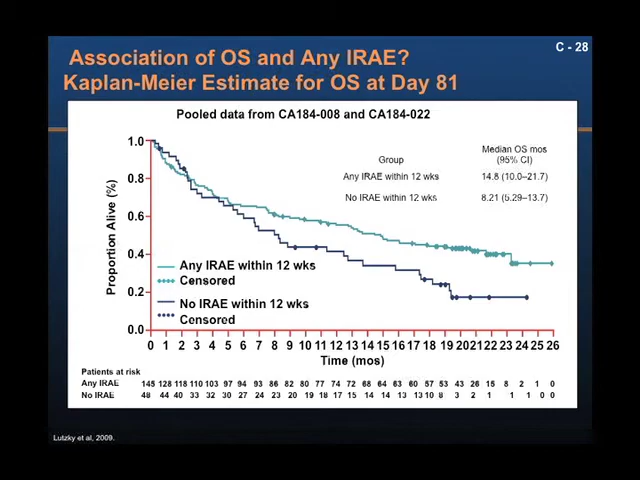 C - 28
Association of OS and Any IRAE?
Kaplan-Meier Estimate for OS at Day 81
Pooled data from CA184-008 and CA184-022
Group Median OS mos (95% CI)
Any IRAE within 12 wks 14.8 (10.0–21.7)
No IRAE within 12 wks 8.21 (5.29–13.7)
Proportion Alive (%)
1.0
0.8
0.6
0.4
0.2
0.0
Any IRAE within 12 wks
Censored
No IRAE within 12 wks
Censored
0 1 2 3 4 5 6 7 8 9 10 11 12 13 14 15 16 17 18 19 20 21 22 23 24 25 26
Time (mos)
Patients at risk
Any IRAE 145 128 118 110 103 97 94 93 86 82 80 77 74 72 68 64 63 60 57 53 43 26 15 8 2 1 0
No IRAE 48 44 40 33 32 30 27 24 23 20 19 18 17 15 14 14 13 13 10 8 3 2 1 1 1 0 0
Lutzky et al, 2009.